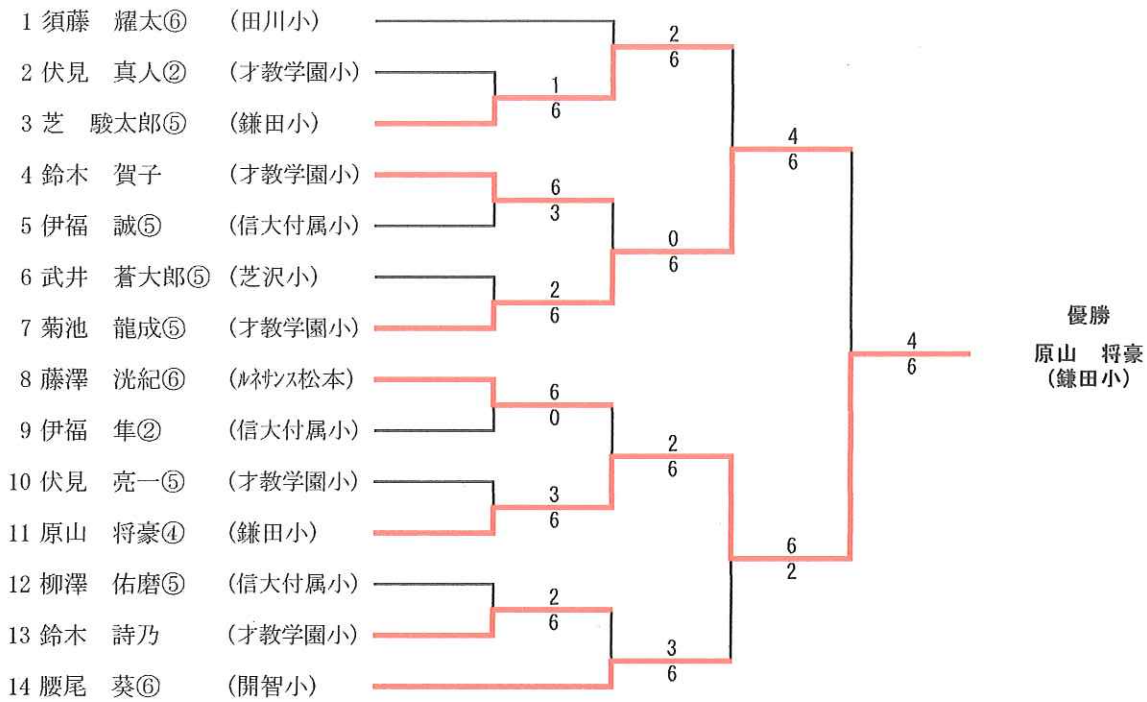 1 須藤　耀太⑥　(田川小)
2 伏見　真人②　(才教学園小)
3 芝　駿太郎⑤　(鎌田小)
4 鈴木　賀子　(才教学園小)
5 伊福　誠⑤　(信大付属小)
6 武井　蒼大郎⑤　(芝沢小)
7 菊池　龍成⑤　(才教学園小)
8 藤澤　洸紀⑥　(ﾙﾈｻﾝｽ松本)
9 伊福　隼②　(信大付属小)
10 伏見　亮一⑤　(才教学園小)
11 原山　将豪④　(鎌田小)
12 柳澤　佑磨⑤　(信大付属小)
13 鈴木　詩乃　(才教学園小)
14 腰尾　葵⑥　(開智小)
1
6
6
3
2
6
6
0
3
6
2
6
2
6
0
6
2
6
3
6
4
6
6
2
4
6
優勝
原山　将豪
(鎌田小)